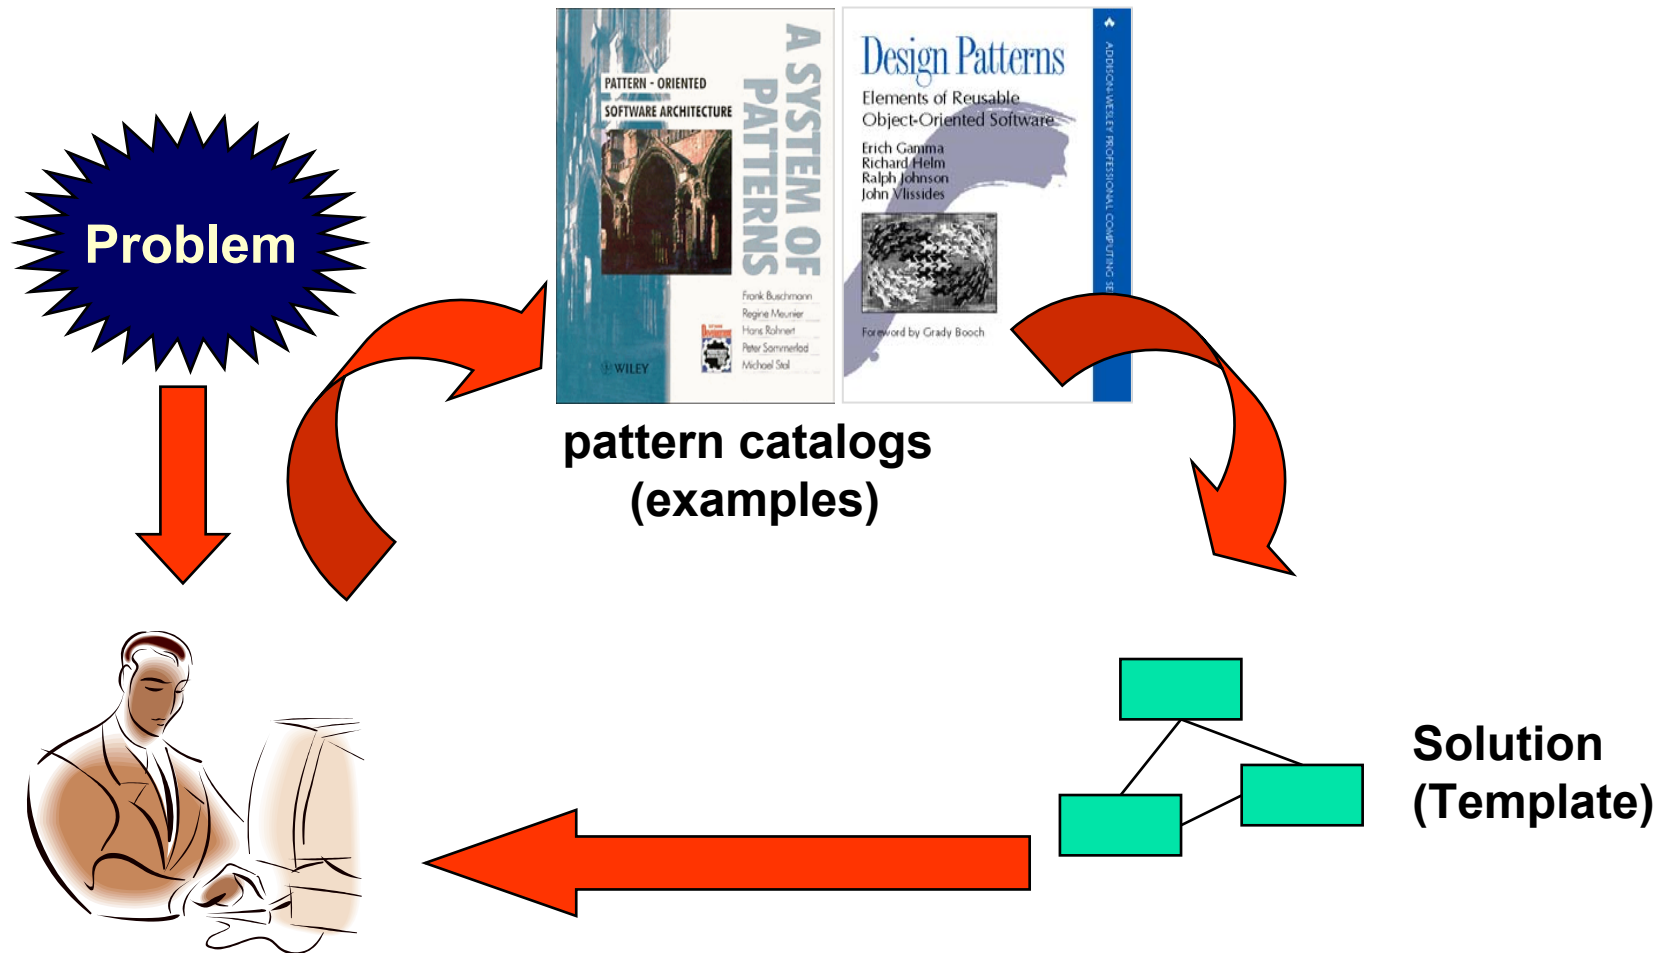 Problem
PATTERN - ORIENTED
SOFTWARE ARCHITECTURE
A SYSTEM OF
PATTERNS
Frank Buschmann
Regine Meunier
Hans Rohnert
Peter Sommerlad
Michael Stal
WILEY
Design Patterns
Elements of Reusable
Object-Oriented Software
Erich Gamma
Richard Helm
Ralph Johnson
John Vlissides
Foreword by Grady Booch
ADDISON-WESLEY PROFESSIONAL COMPUTING SE
pattern catalogs
(examples)
Solution
(Template)